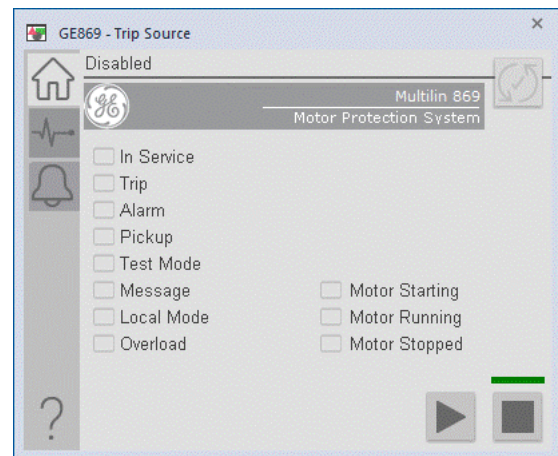 GE869 - Trip Source
Disabled
GE
Multilin 869
Motor Protection System
In Service
Trip
Alarm
Pickup
Test Mode
Message
Motor Starting
Local Mode
Motor Running
Overload
Motor Stopped
?